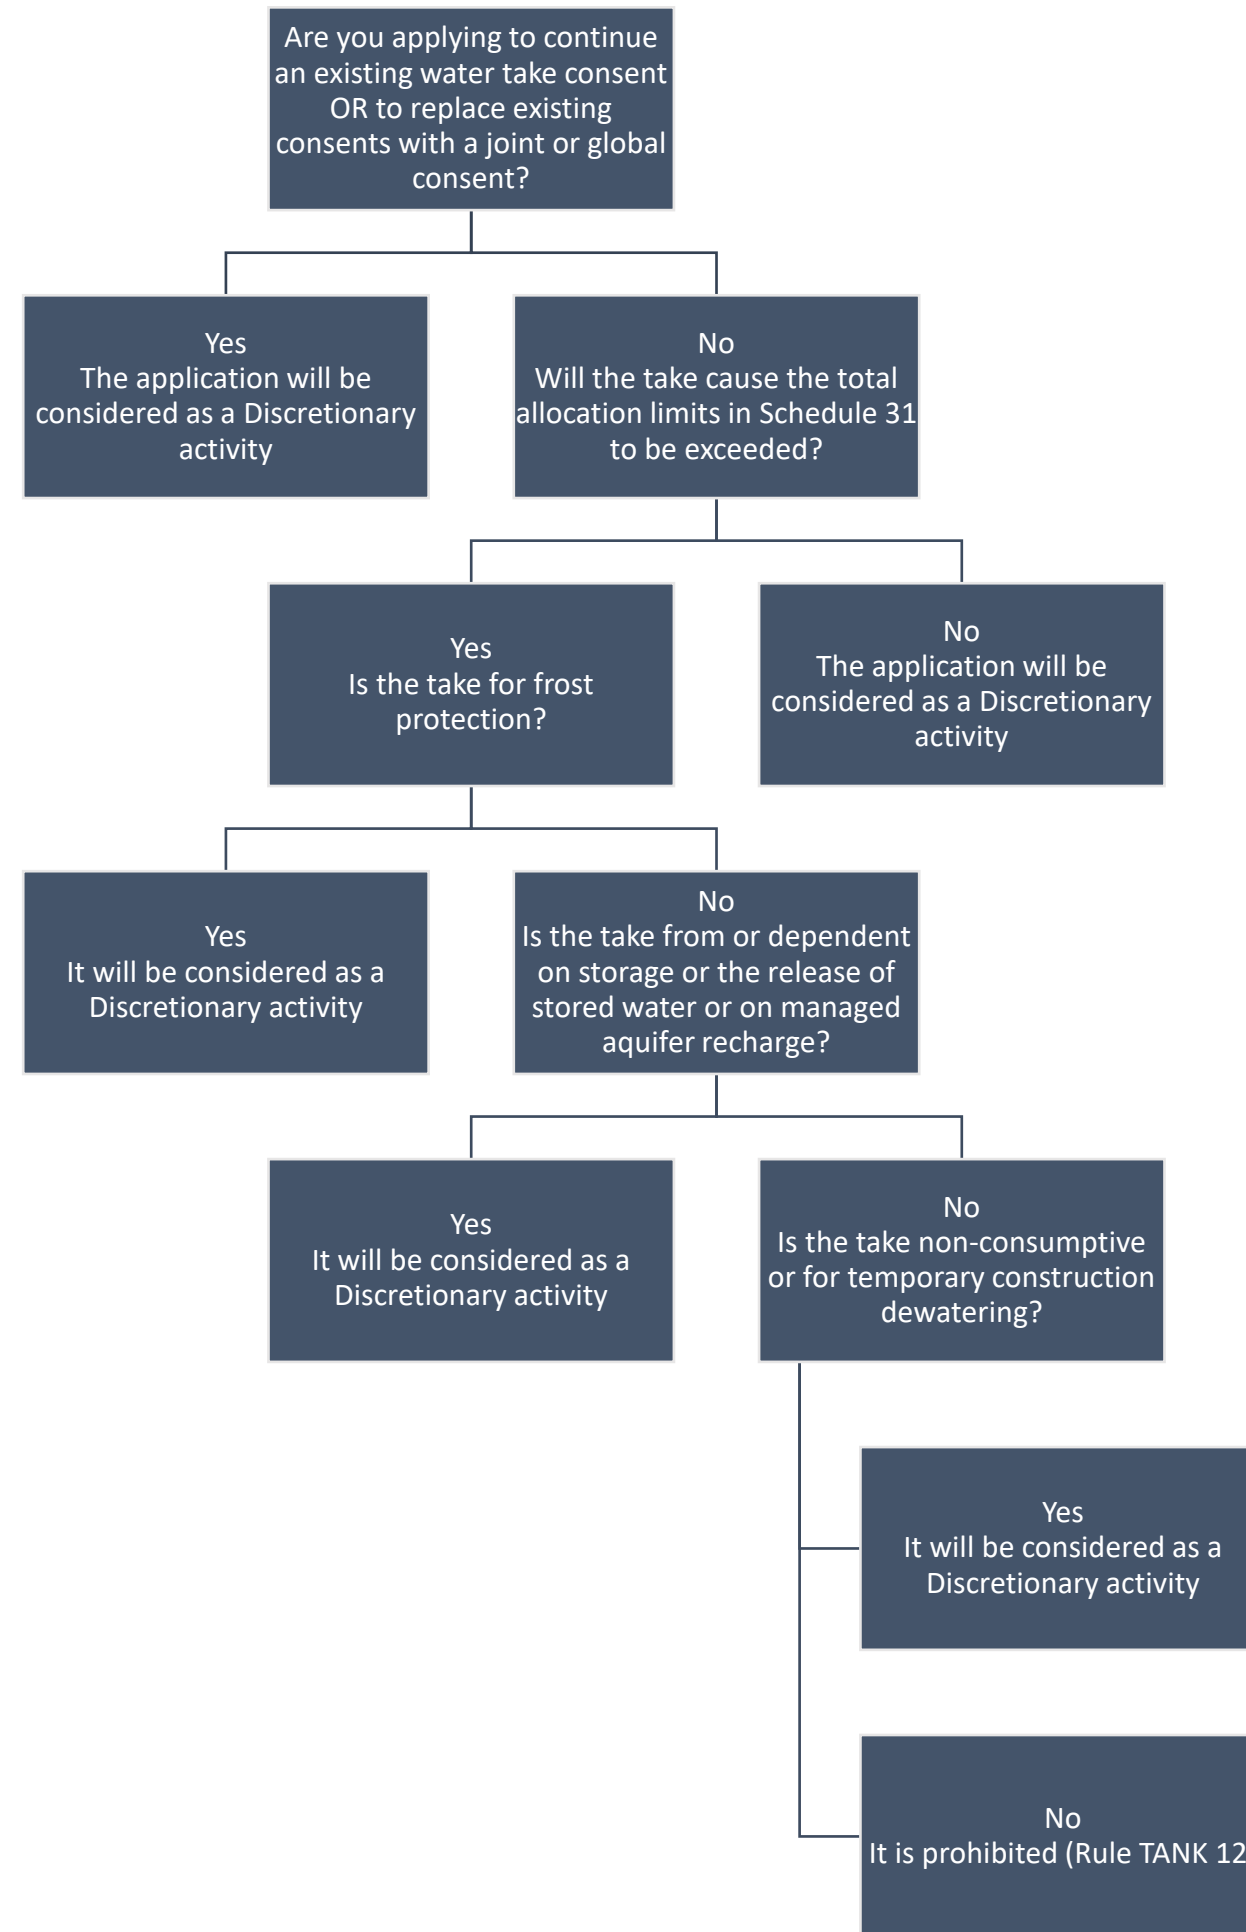 Are you applying to continue
an existing water take consent
OR to replace existing
consents with a joint or global
consent?
Yes
The application will be
considered as a Discretionary
activity
No
Will the take cause the total
allocation limits in Schedule 31
to be exceeded?
Yes
Is the take for frost
protection?
No
The application will be
considered as a Discretionary
activity
Yes
It will be considered as a
Discretionary activity
No
Is the take from or dependent
on storage or the release of
stored water or on managed
aquifer recharge?
Yes
It will be considered as a
Discretionary activity
No
Is the take non-consumptive
or for temporary construction
dewatering?
Yes
It will be considered as a
Discretionary activity
No
It is prohibited (Rule TANK 12